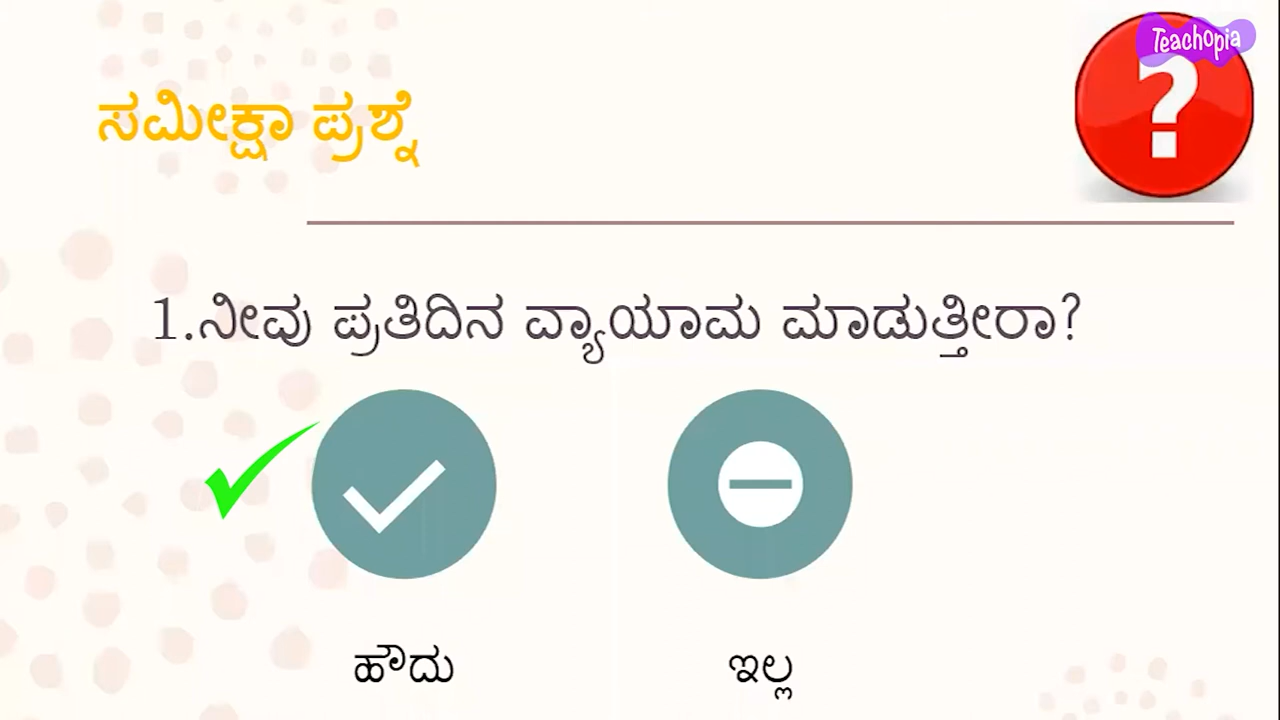 Teachopia
ಸಮೀಕ್ಷಾ ಪ್ರಶ್ನೆ
?
1.ನೀವು ಪ್ರತಿದಿನ ವ್ಯಾಯಾಮ ಮಾಡುತ್ತೀರಾ?
ಹೌದು
ಇಲ್ಲ